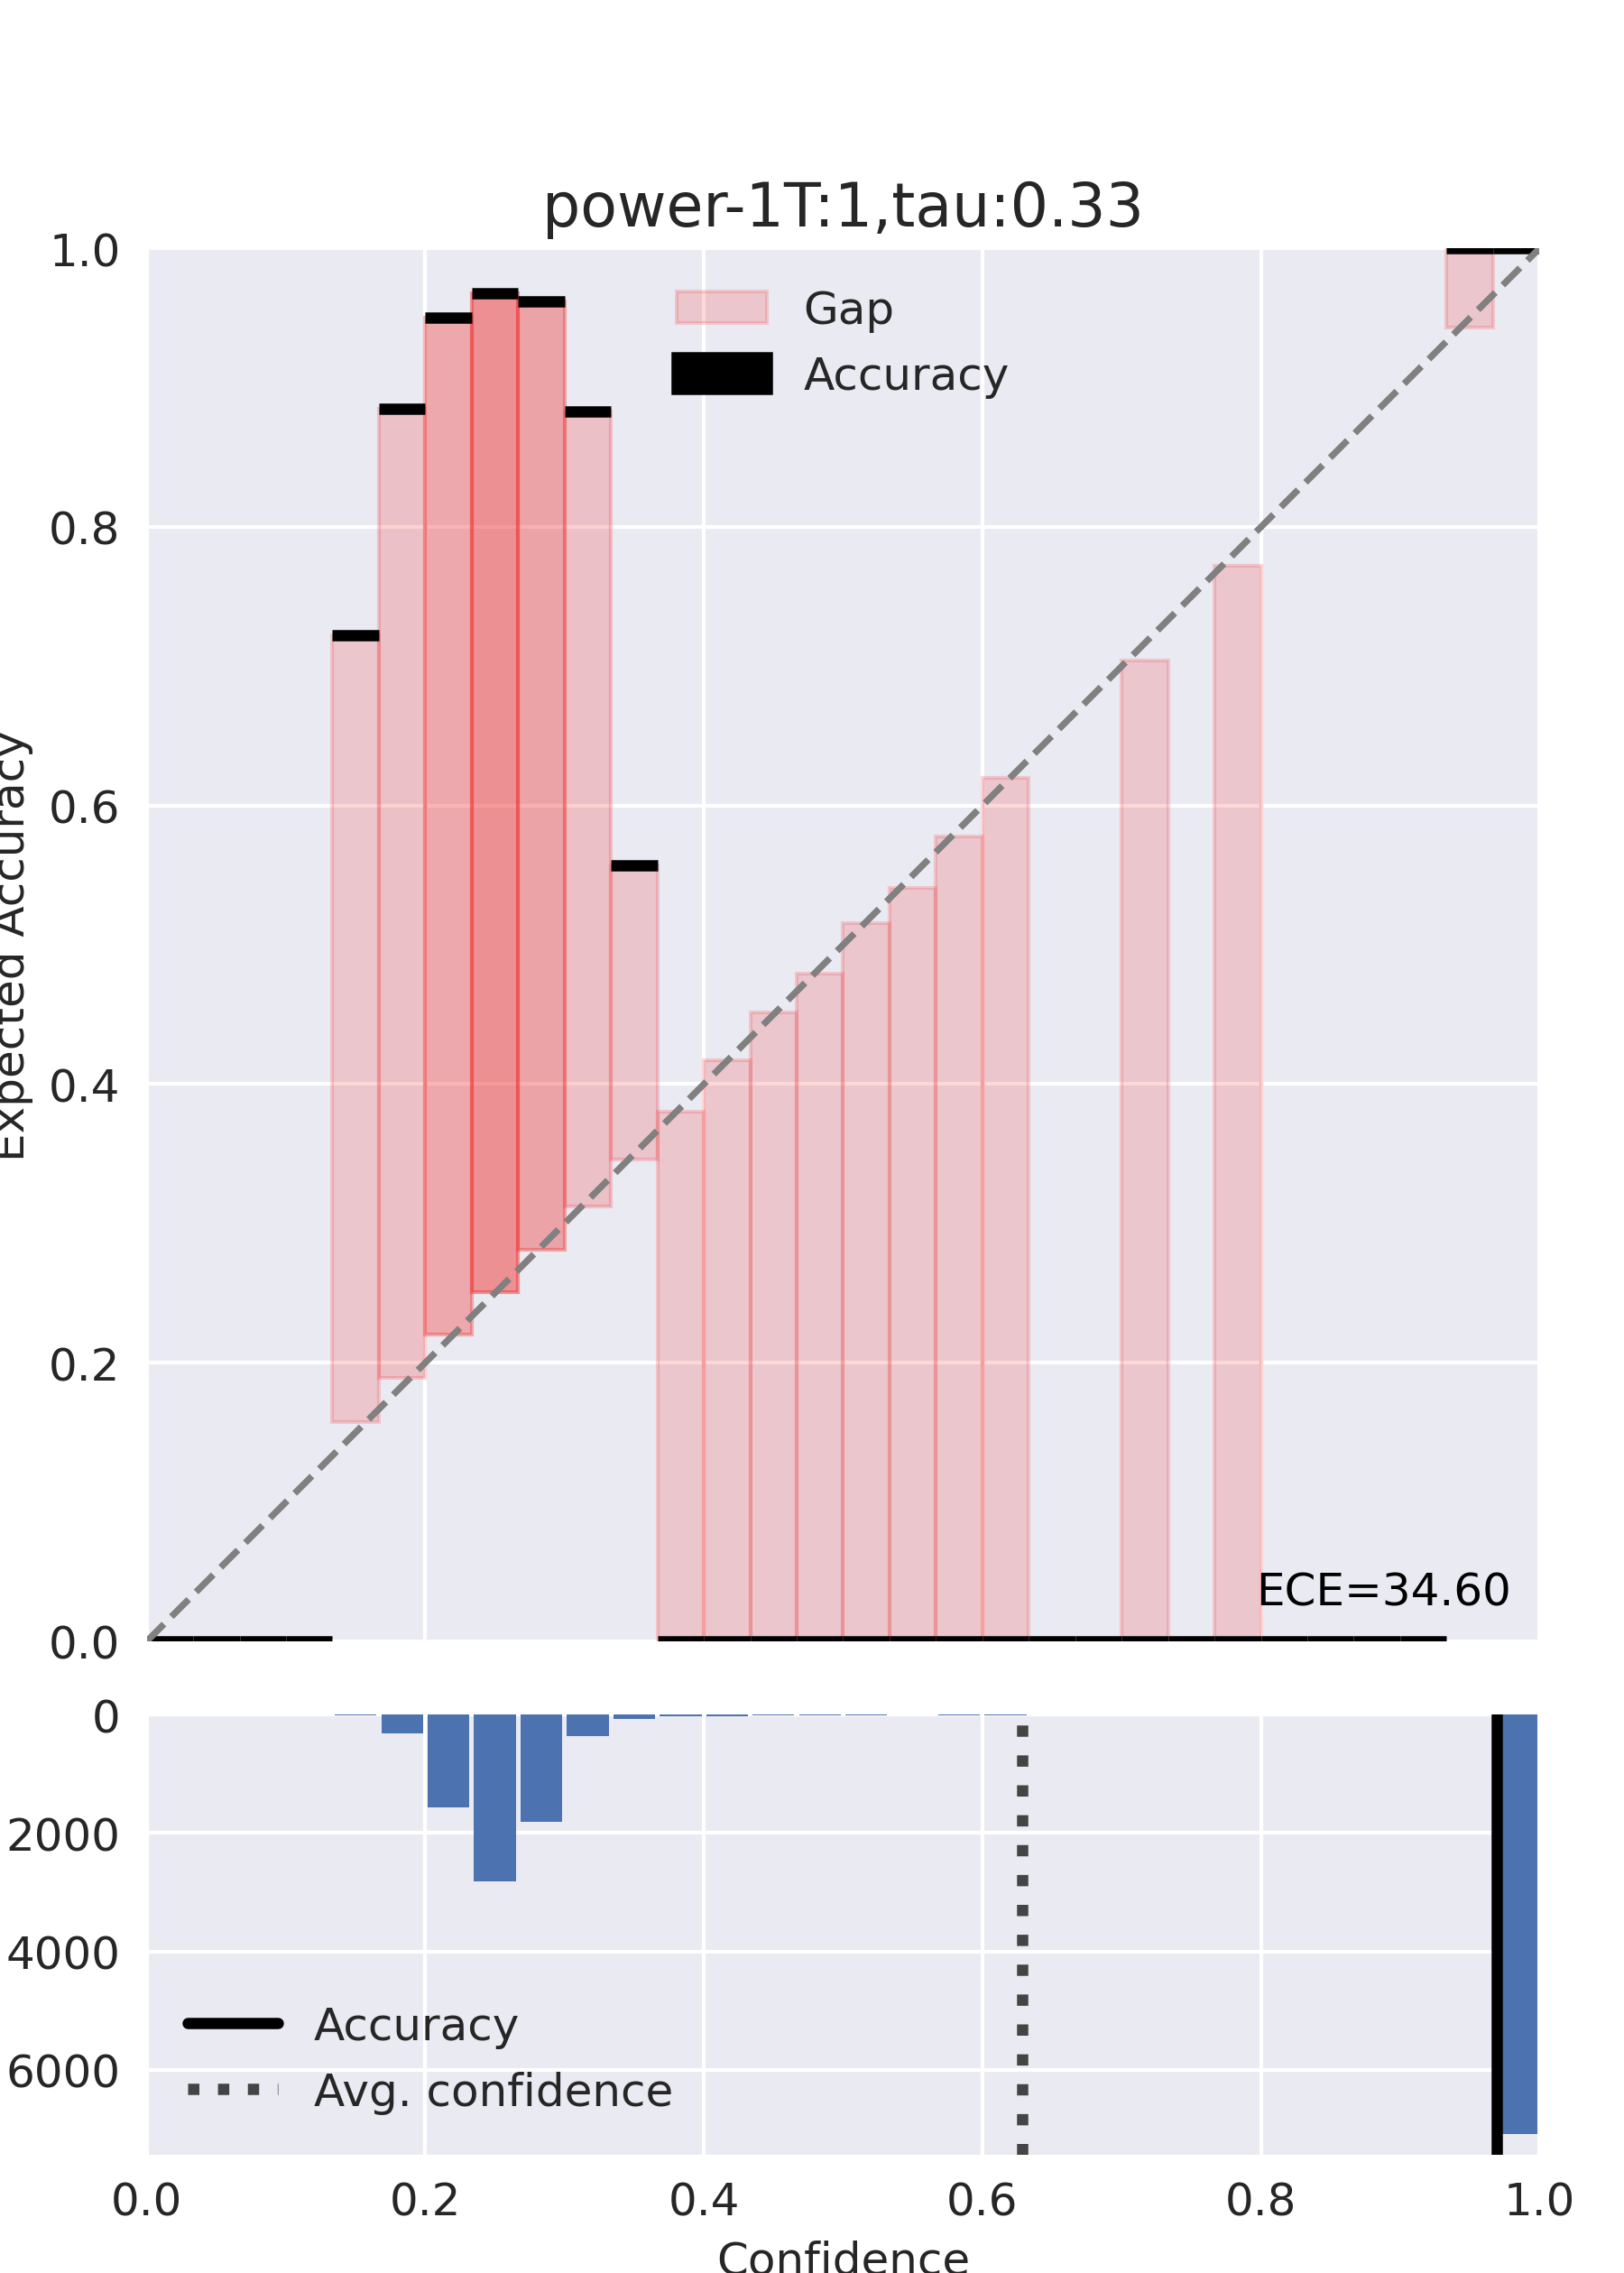 power-1T:1,tau:0.33
1.0
0.8
0.6
0.4
0.2
0.0
Expected Accuracy
Gap
Accuracy
ECE=34.60
0
2000
4000
6000
Accuracy
Avg. confidence
0.0 0.2 0.4 0.6 0.8 1.0
Confidence